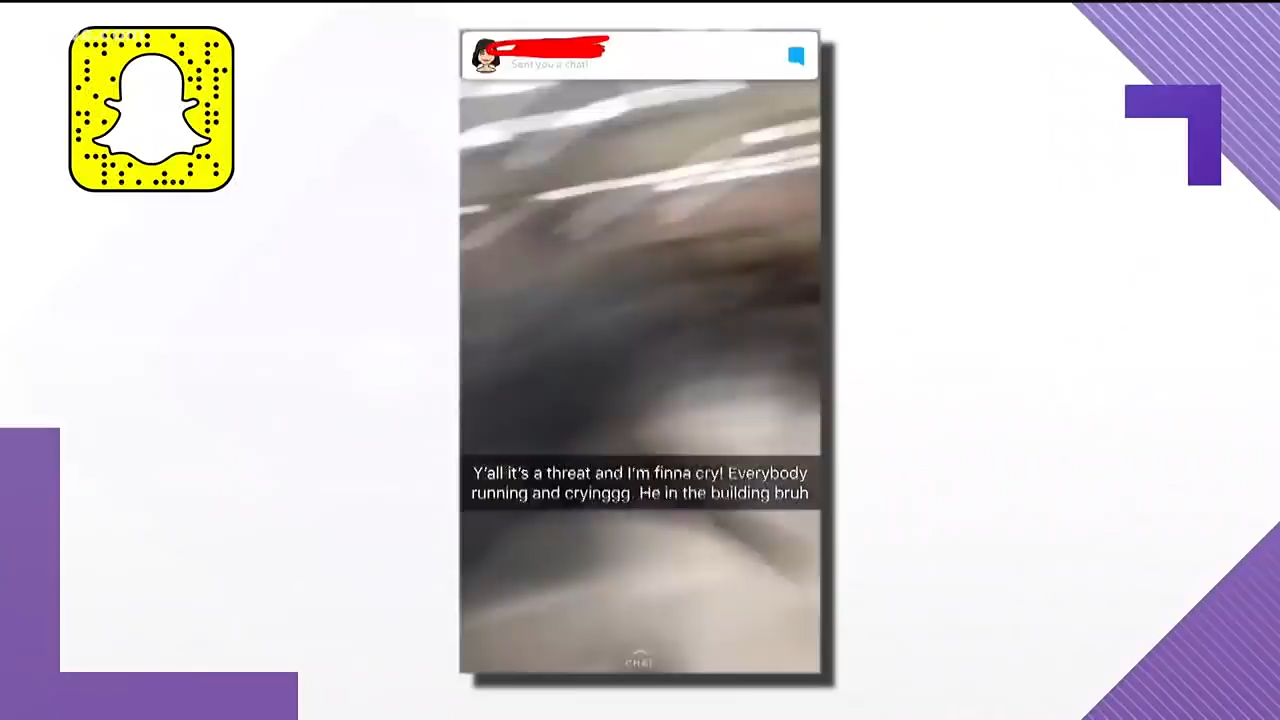 Sent you a chat!
Y'all it's a threat and I'm finna cry! Everybody
running and cryinggg. He in the building bruh
CHAT